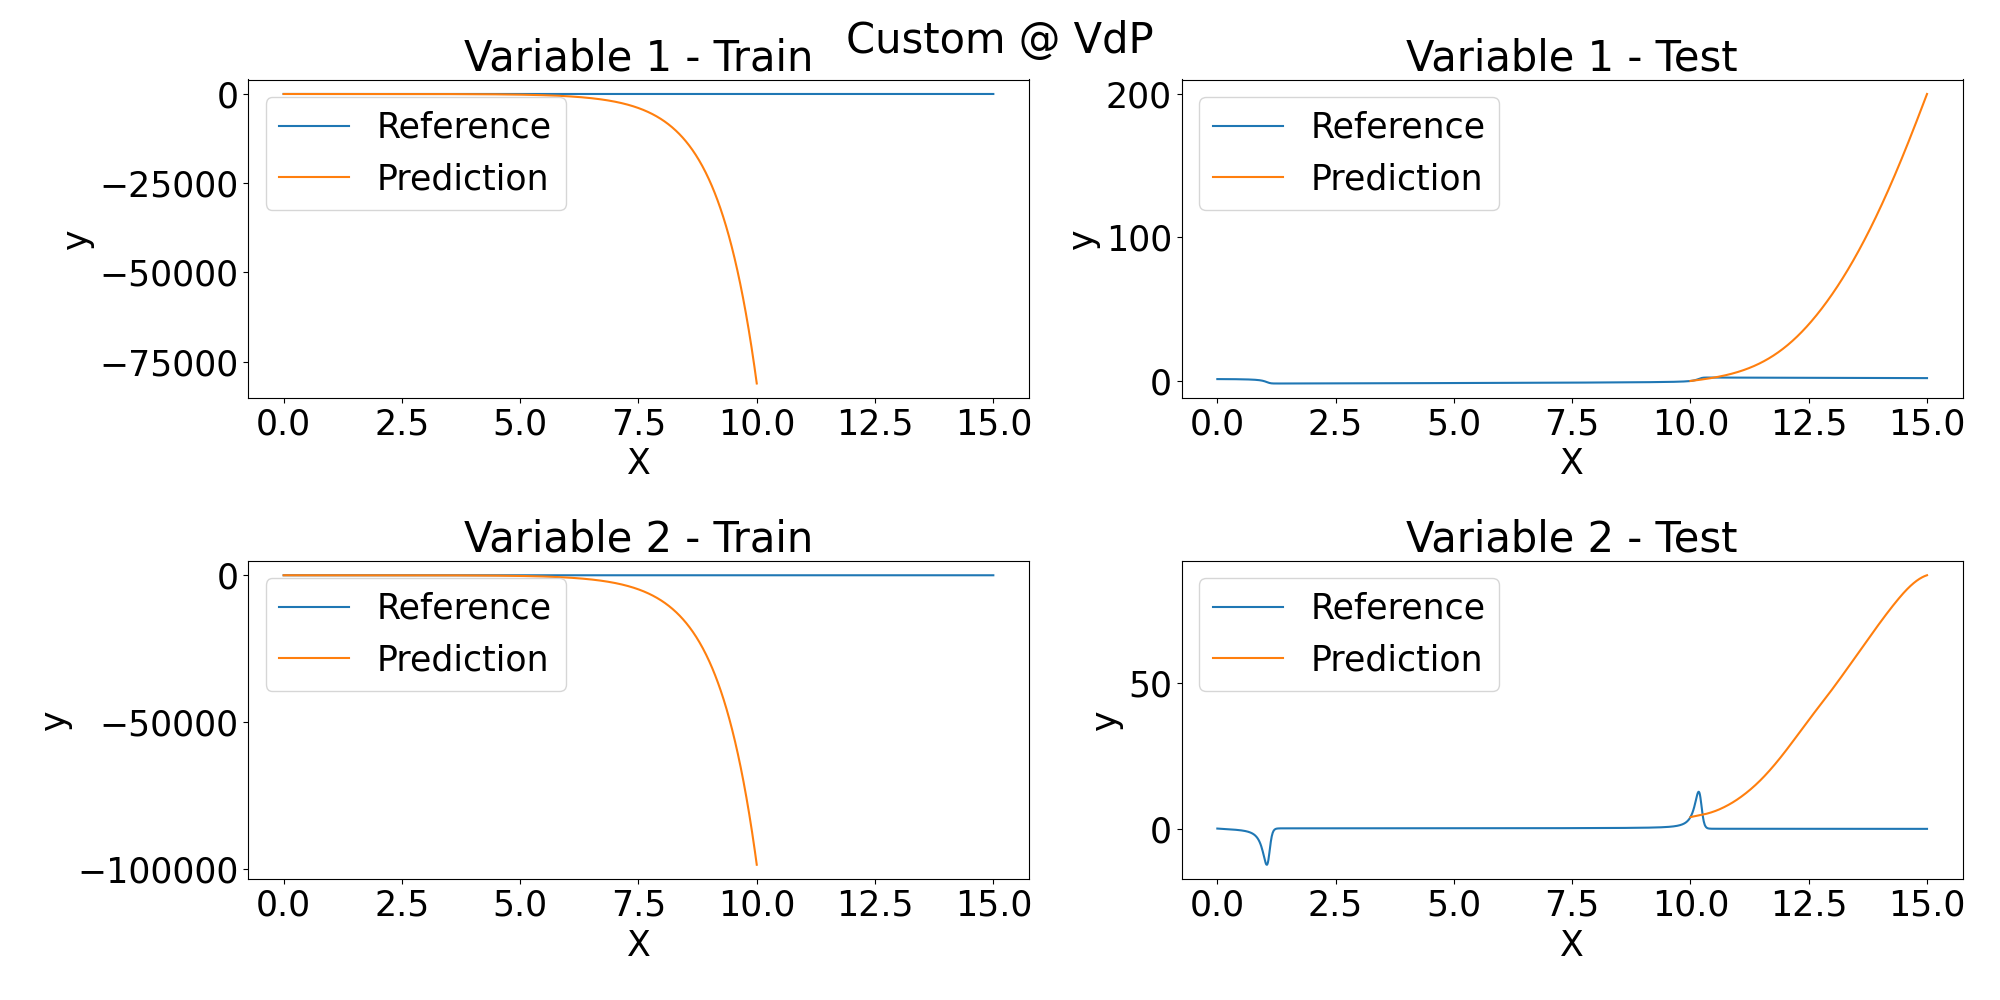 Custom @ VdP
Variable 1 - Train
0
−25000
−50000
−75000
y
Reference
Prediction
0.0 2.5 5.0 7.5 10.0 12.5 15.0
X
Variable 1 - Test
200
100
0
y
Reference
Prediction
0.0 2.5 5.0 7.5 10.0 12.5 15.0
X
Variable 2 - Train
0
−50000
−100000
y
Reference
Prediction
0.0 2.5 5.0 7.5 10.0 12.5 15.0
X
Variable 2 - Test
50
0
y
Reference
Prediction
0.0 2.5 5.0 7.5 10.0 12.5 15.0
X